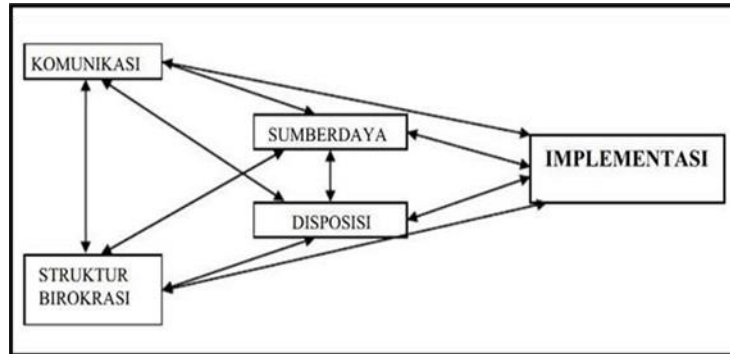 KOMUNIKASI
SUMBERDAYA
IMPLEMENTASI
DISPOSISI
STRUKTUR
BIROKRASI